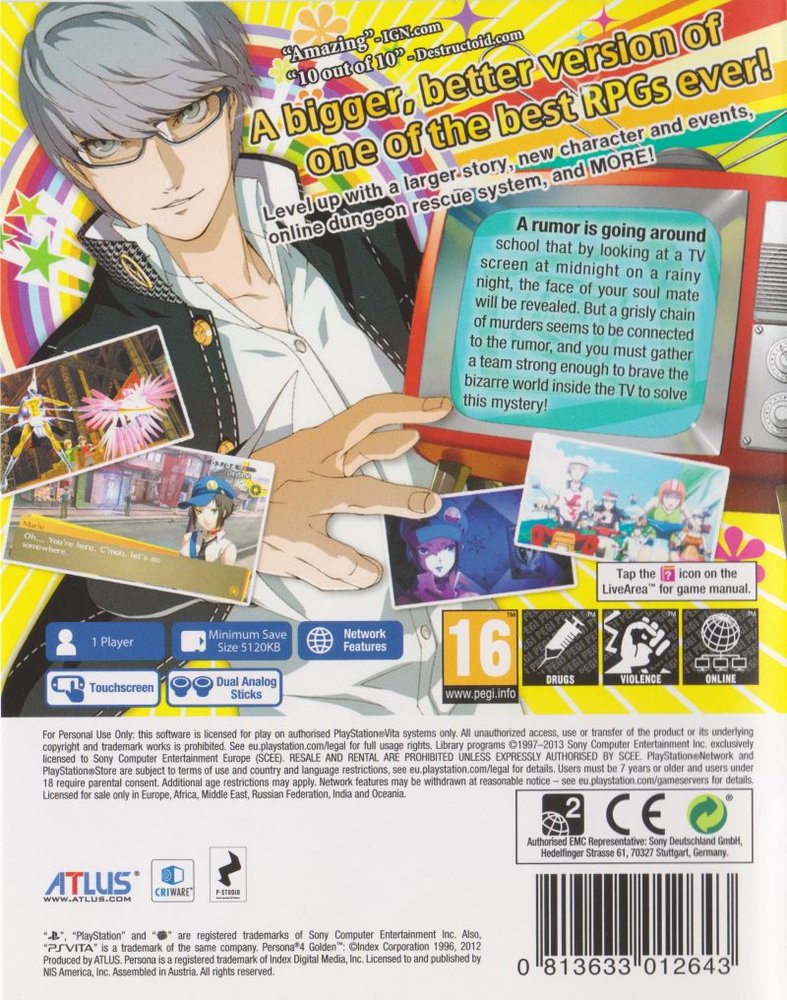 “Amazing”-IGN.com
“10 out of 10” -Destructoid.com
A bigger, better version of
one of the best RPGs ever!
Level up with a larger story, new character and events,
online dungeon rescue system, and MORE!
A rumor is going around
school that by looking at a TV
screen at midnight on a rainy
night, the face of your soul mate
will be revealed. But a grisly chain
of murders seems to be connected
to the rumor, and you must gather
a team strong enough to brave the
bizarre world inside the TV to solve
this mystery!
Marie
Oh... You're here. C'mon, let's go
somewhere.
Tap the ? icon on the
LiveArea™ for game manual.
1 Player
Minimum Save
Size 5120KB
Network
Features
Touchscreen
Dual Analog
Sticks
16
www.pegi.info
DRUGS
VIOLENCE
ONLINE
For Personal Use Only: this software is licensed for play on authorised PlayStation®Vita systems only. All unauthorized access, use or transfer of the product or its underlying
copyright and trademark works is prohibited. See eu.playstation.com/legal for full usage rights. Library programs ©1997–2013 Sony Computer Entertainment Inc. exclusively
licensed to Sony Computer Entertainment Europe (SCEE). RESALE AND RENTAL ARE PROHIBITED UNLESS EXPRESSLY AUTHORISED BY SCEE. PlayStation®Network and
PlayStation®Store are subject to terms of use and country and language restrictions, see eu.playstation.com/legal for details. Users must be 7 years or older and users under
18 require parental consent. Additional age restrictions may apply. Network features may be withdrawn at reasonable notice – see eu.playstation.com/gameservers for details.
Licensed for sale only in Europe, Africa, Middle East, Russian Federation, India and Oceania.
2
CE
Authorised EMC Representative: Sony Deutschland GmbH,
Hedelfinger Strasse 61, 70327 Stuttgart, Germany.
ATLUS®
WWW.ATLUS.COM
CRIWARE™
P-STUDIO
“ ”, “PlayStation” and “ ” are registered trademarks of Sony Computer Entertainment Inc. Also,
“PSVITA” is a trademark of the same company. Persona®4 Golden™: ©Index Corporation 1996, 2012
Produced by ATLUS. Persona is a registered trademark of Index Digital Media, Inc. Licensed to and published by
NIS America, Inc. Assembled in Austria. All rights reserved.
0 813633 012643